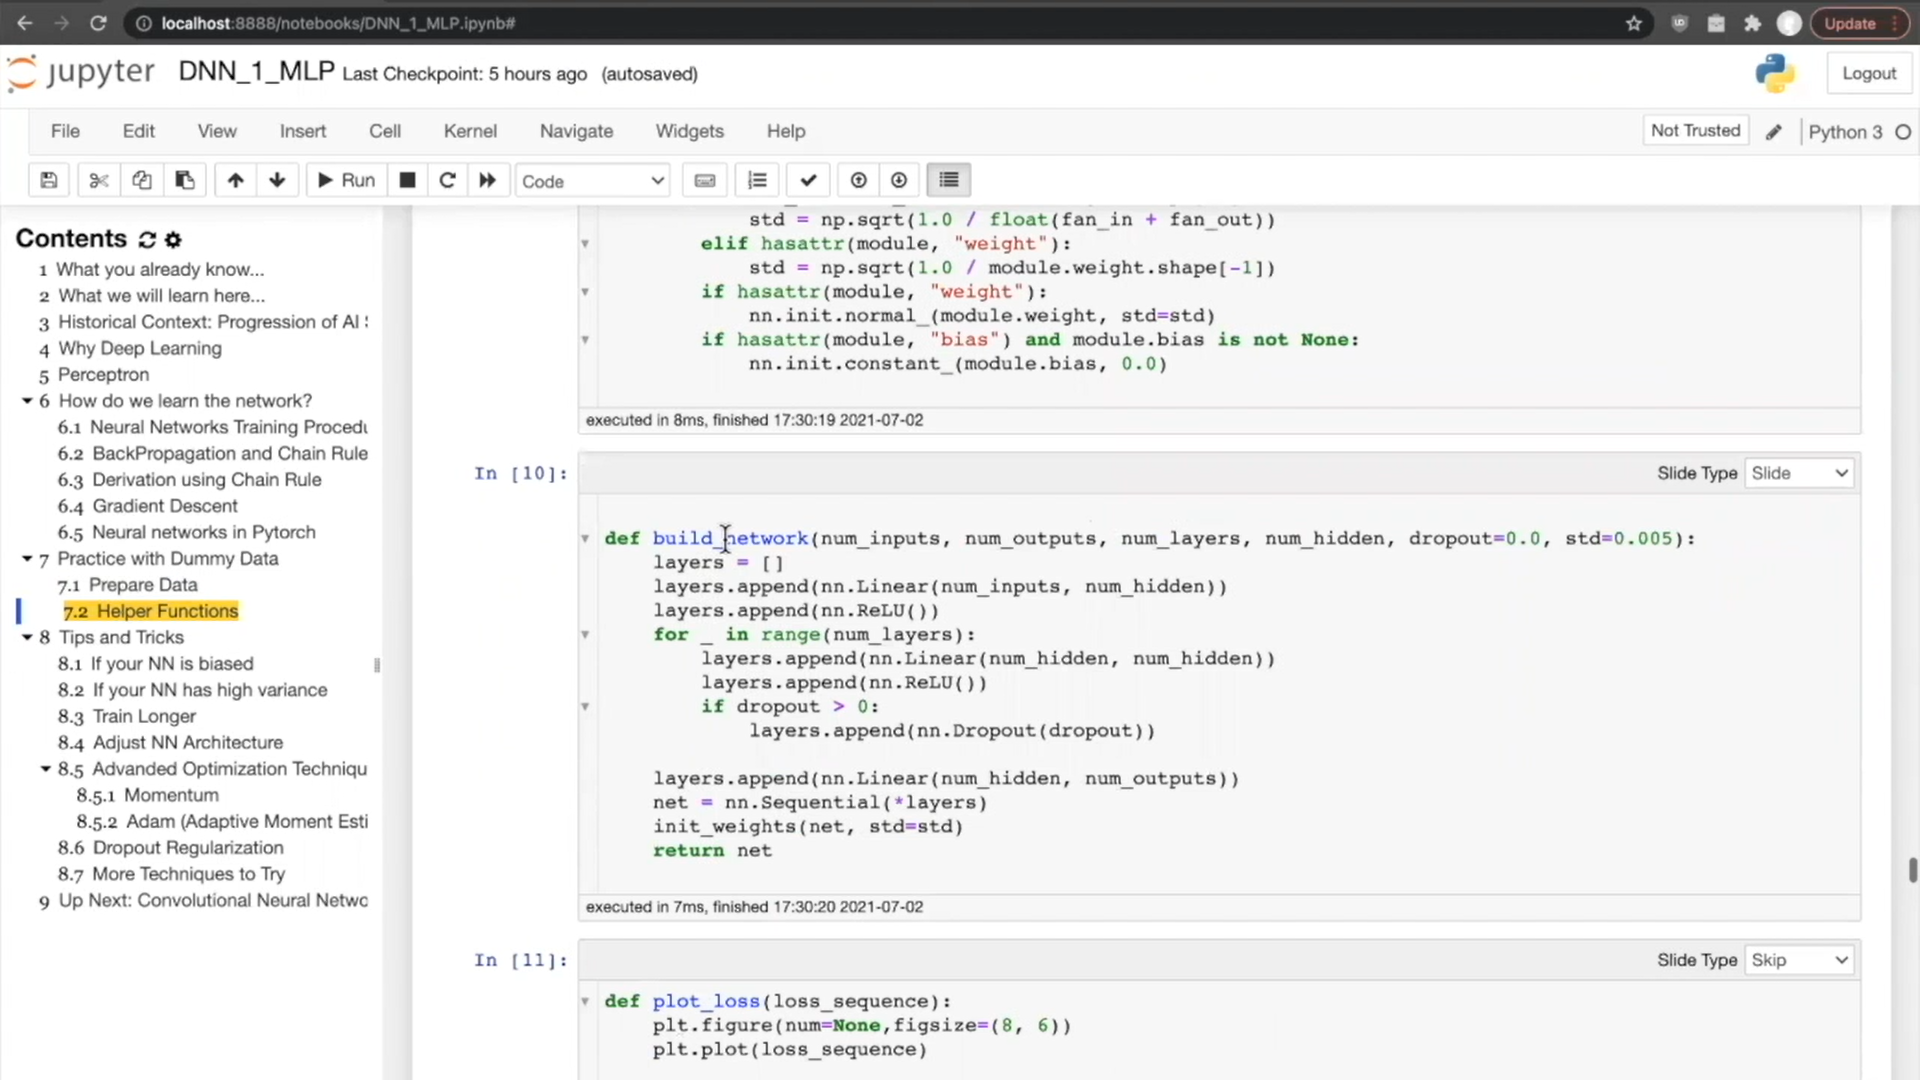 localhost:8888/notebooks/DNN_1_MLP.ipynb#
Update
jupyter DNN_1_MLP Last Checkpoint: 5 hours ago (autosaved)
Logout
File Edit View Insert Cell Kernel Navigate Widgets Help
Not Trusted
Python 3
Run
Code
Contents
1 What you already know...
2 What we will learn here...
3 Historical Context: Progression of AI
4 Why Deep Learning
5 Perceptron
6 How do we learn the network?
6.1 Neural Networks Training Procedu
6.2 BackPropagation and Chain Rule
6.3 Derivation using Chain Rule
6.4 Gradient Descent
6.5 Neural networks in Pytorch
7 Practice with Dummy Data
7.1 Prepare Data
7.2 Helper Functions
8 Tips and Tricks
8.1 If your NN is biased
8.2 If your NN has high variance
8.3 Train Longer
8.4 Adjust NN Architecture
8.5 Advanded Optimization Techniqu
8.5.1 Momentum
8.5.2 Adam (Adaptive Moment Esti
8.6 Dropout Regularization
8.7 More Techniques to Try
9 Up Next: Convolutional Neural Netwo
std = np.sqrt(1.0 / float(fan_in + fan_out))
elif hasattr(module, "weight"):
std = np.sqrt(1.0 / module.weight.shape[-1])
if hasattr(module, "weight"):
nn.init.normal_(module.weight, std=std)
if hasattr(module, "bias") and module.bias is not None:
nn.init.constant_(module.bias, 0.0)
executed in 8ms, finished 17:30:19 2021-07-02
In [10]:
Slide Type Slide
def build_network(num_inputs, num_outputs, num_layers, num_hidden, dropout=0.0, std=0.005):
layers = []
layers.append(nn.Linear(num_inputs, num_hidden))
layers.append(nn.ReLU())
for _ in range(num_layers):
layers.append(nn.Linear(num_hidden, num_hidden))
layers.append(nn.ReLU())
if dropout > 0:
layers.append(nn.Dropout(dropout))
layers.append(nn.Linear(num_hidden, num_outputs))
net = nn.Sequential(*layers)
init_weights(net, std=std)
return net
executed in 7ms, finished 17:30:20 2021-07-02
In [11]:
Slide Type Skip
def plot_loss(loss_sequence):
plt.figure(num=None,figsize=(8, 6))
plt.plot(loss_sequence)